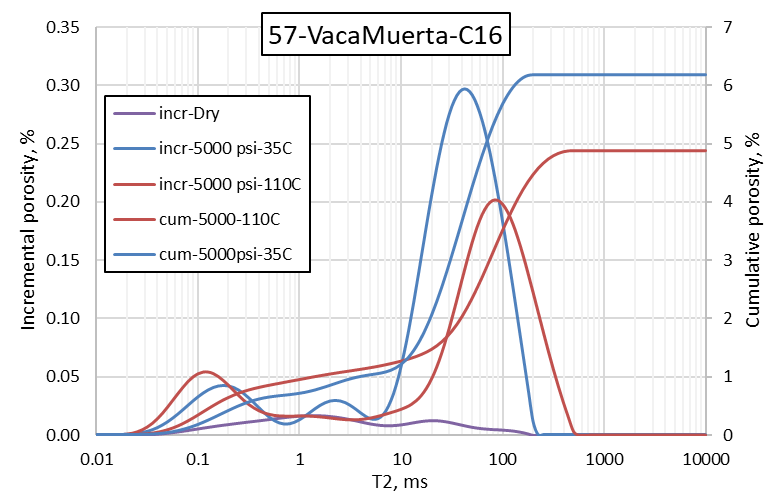 57-VacaMuerta-C16
0.35
0.30
0.25
0.20
0.15
0.10
0.05
0.00
Incremental porosity, %
incr-Dry
incr-5000 psi-35C
incr-5000 psi-110C
cum-5000-110C
cum-5000psi-35C
7
6
5
4
3
2
1
0
Cumulative porosity, %
0.01 0.1 1 10 100 1000 10000
T2, ms